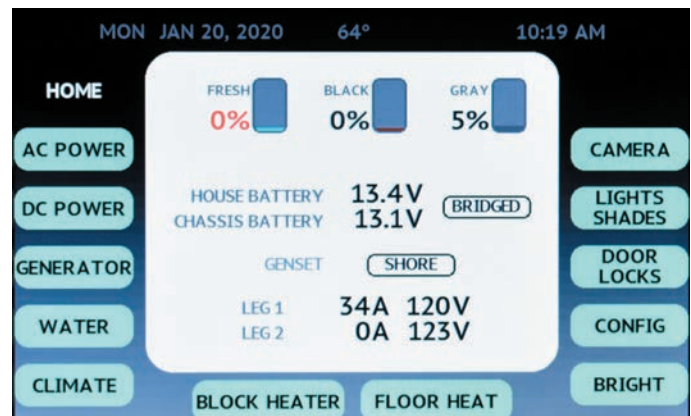 MON JAN 20, 2020 64° 10:19 AM
HOME
AC POWER
DC POWER
GENERATOR
WATER
CLIMATE
FRESH
0%
BLACK
0%
GRAY
5%
HOUSE BATTERY 13.4V
CHASSIS BATTERY 13.1V
BRIDGED
GENSET SHORE
LEG 1 34A 120V
LEG 2 0A 123V
CAMERA
LIGHTS
SHADES
DOOR
LOCKS
CONFIG
BRIGHT
BLOCK HEATER FLOOR HEAT